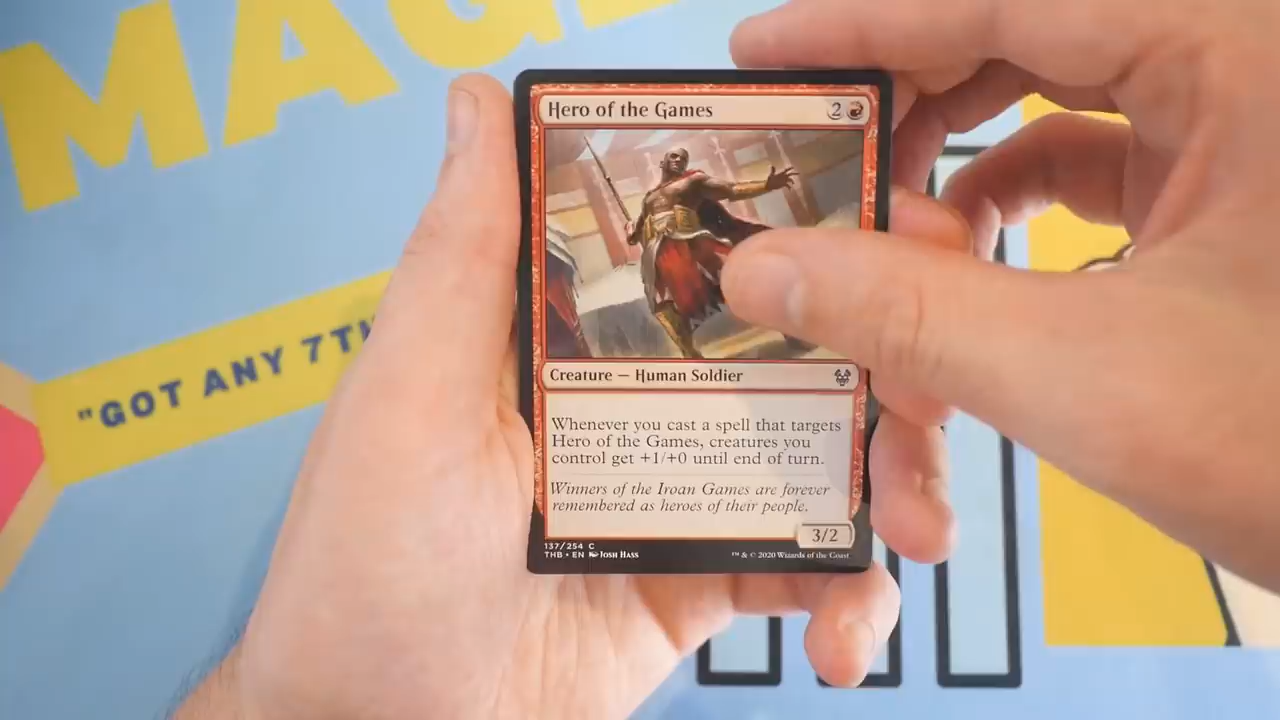 Hero of the Games 2
Creature — Human Soldier
Whenever you cast a spell that targets
Hero of the Games, creatures you
control get +1/+0 until end of turn.
Winners of the Iroan Games are forever
remembered as heroes of their people.
3/2
137/254 C
THB • EN Josh Hass
™ & © 2020 Wizards of the Coast
"GOT ANY 7T